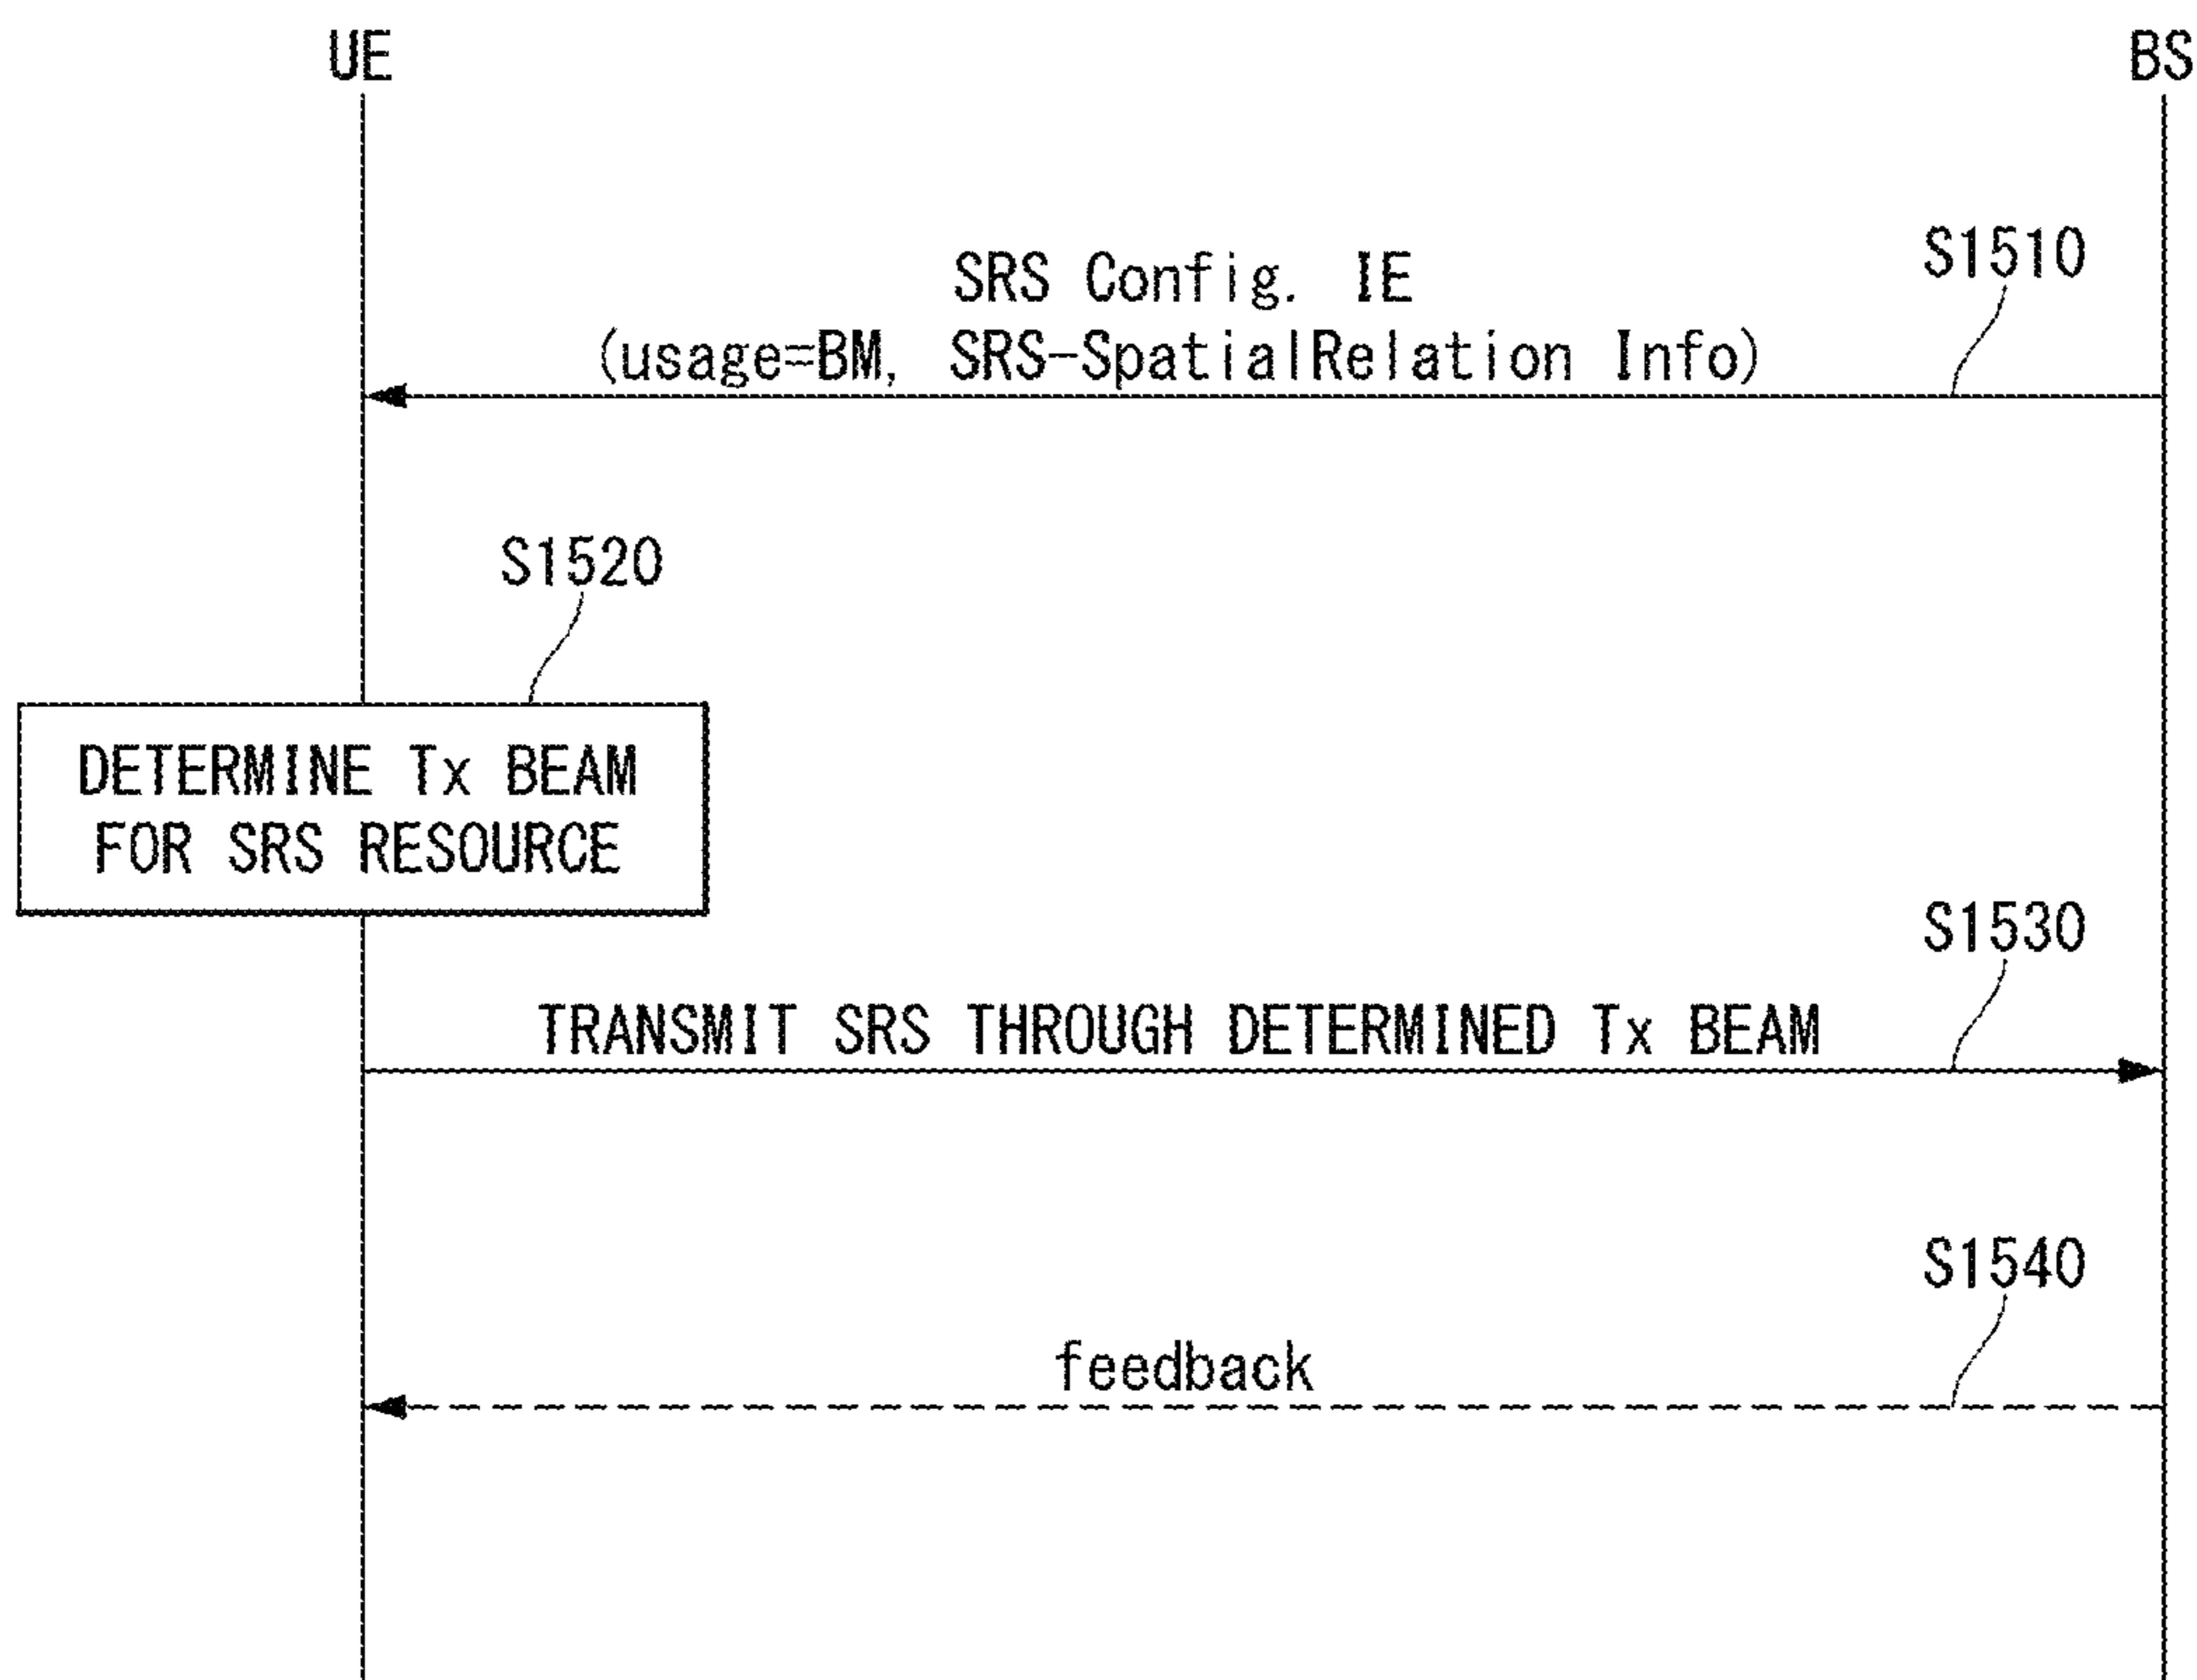 UE
BS
S1510
SRS Config. IE
(usage=BM, SRS-SpatialRelation Info)
S1520
DETERMINE Tx BEAM
FOR SRS RESOURCE
S1530
TRANSMIT SRS THROUGH DETERMINED Tx BEAM
S1540
feedback